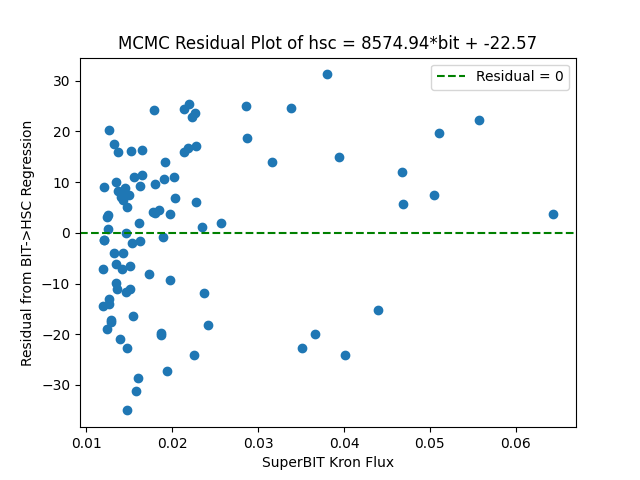 MCMC Residual Plot of hsc = 8574.94*bit + -22.57
Residual = 0
Residual from BIT->HSC Regression
30
20
10
0
−10
−20
−30
0.01 0.02 0.03 0.04 0.05 0.06
SuperBIT Kron Flux